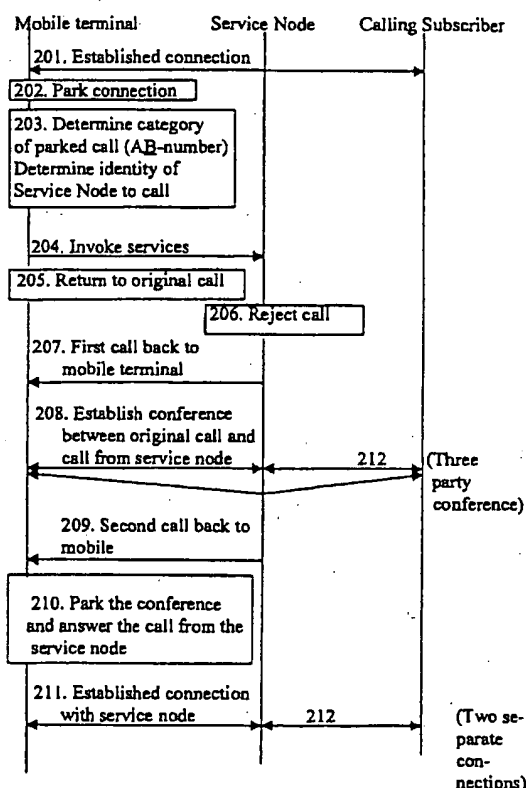 Mobile terminal Service Node Calling Subscriber
201. Established connection
202. Park connection
203. Determine category
of parked call (AB-number)
Determine identity of
Service Node to call
204. Invoke services
205. Return to original call
206. Reject call
207. First call back to
mobile terminal
208. Establish conference
between original call and
call from service node
212 (Three
party
conference)
209. Second call back to
mobile
210. Park the conference
and answer the call from the
service node
211. Established connection
with service node
212 (Two se-
parate
con-
nections)